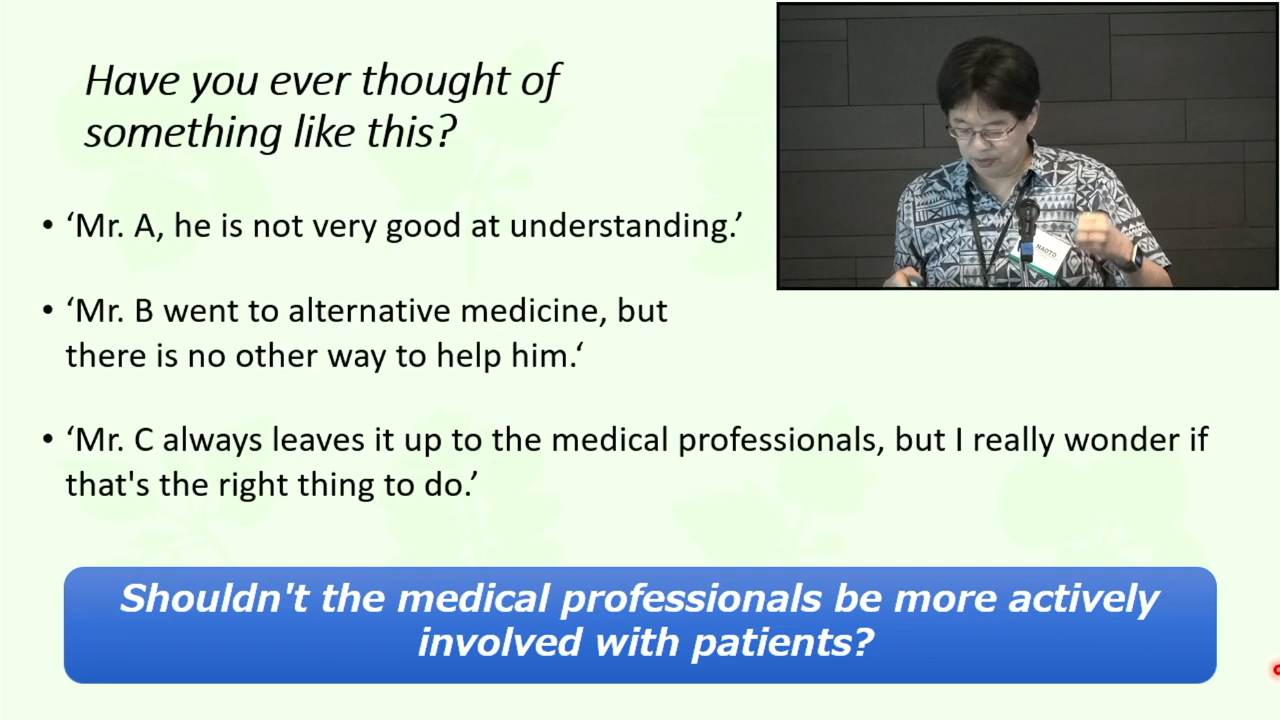 Have you ever thought of
something like this?
• ‘Mr. A, he is not very good at understanding.’
• ‘Mr. B went to alternative medicine, but
there is no other way to help him.‘
• ‘Mr. C always leaves it up to the medical professionals, but I really wonder if
that's the right thing to do.’
Shouldn't the medical professionals be more actively
involved with patients?
NAOTO